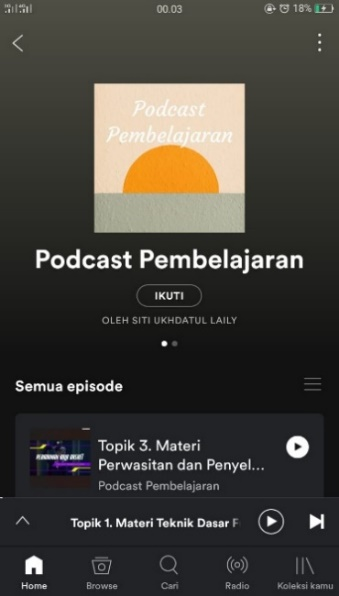 00.03
18%
Podcast
Pembelajaran
Podcast Pembelajaran
IKUTI
OLEH SITI UKHDATUL LAILY
Semua episode
Topik 3. Materi
Perwasitan dan Penyel...
Podcast Pembelajaran
Topik 1. Materi Teknik Dasar F
Home
Browse
Cari
Radio
Koleksi kamu